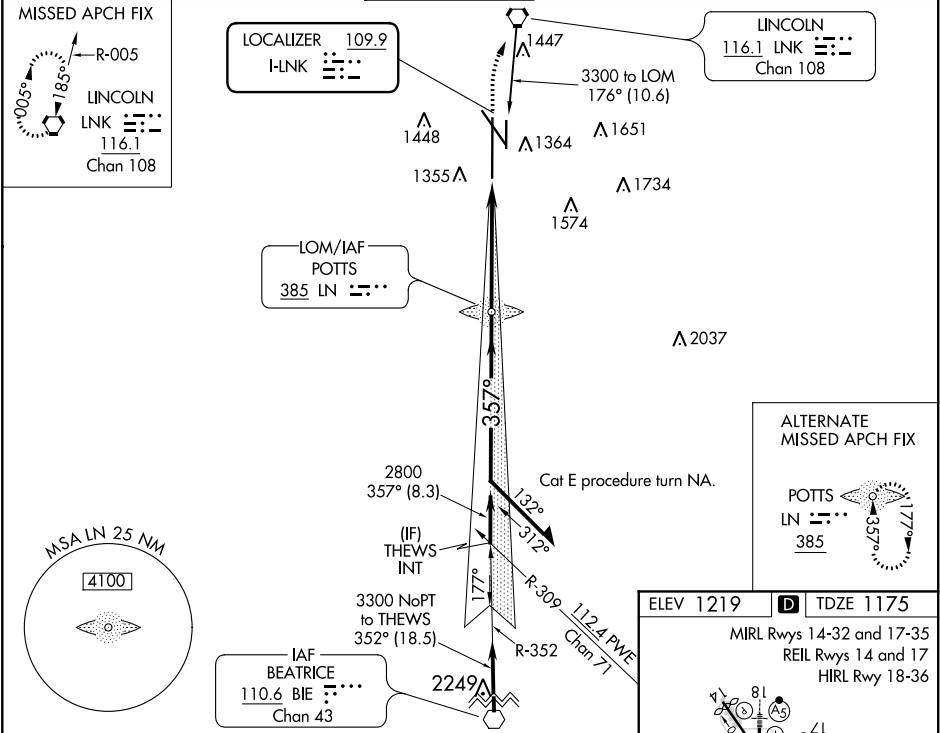 MISSED APCH FIX
R-005
005°
185°
LINCOLN
LNK
116.1
Chan 108
LOCALIZER 109.9
I-LNK
1447
LINCOLN
116.1 LNK
Chan 108
3300 to LOM
176° (10.6)
1448
1364
1651
1355
1734
1574
LOM/IAF
POTTS
385 LN
2037
357°
ALTERNATE
MISSED APCH FIX
POTTS
LN
385
357°
177°
2800
357° (8.3)
Cat E procedure turn NA.
132°
312°
(IF)
THEWS
INT
177°
MSA LN 25 NM
4100
3300 NoPT
to THEWS
352° (18.5)
R-309
112.4 PWE
Chan 71
R-352
IAF
BEATRICE
110.6 BIE
Chan 43
2249
ELEV 1219
D
TDZE 1175
MIRL Rwys 14-32 and 17-35
REIL Rwys 14 and 17
HIRL Rwy 18-36
14
P
18
A5
17